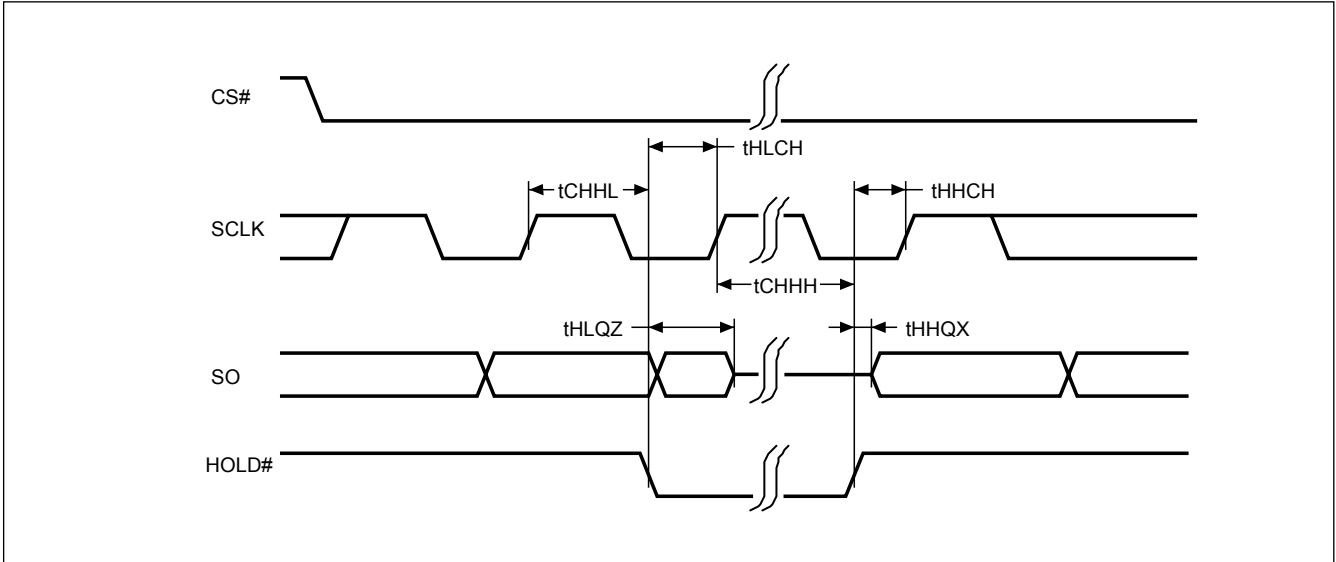 CS#
tHLCH
tCHHL
tHHCH
SCLK
tCHHH
tHLQZ
tHHQX
SO
HOLD#